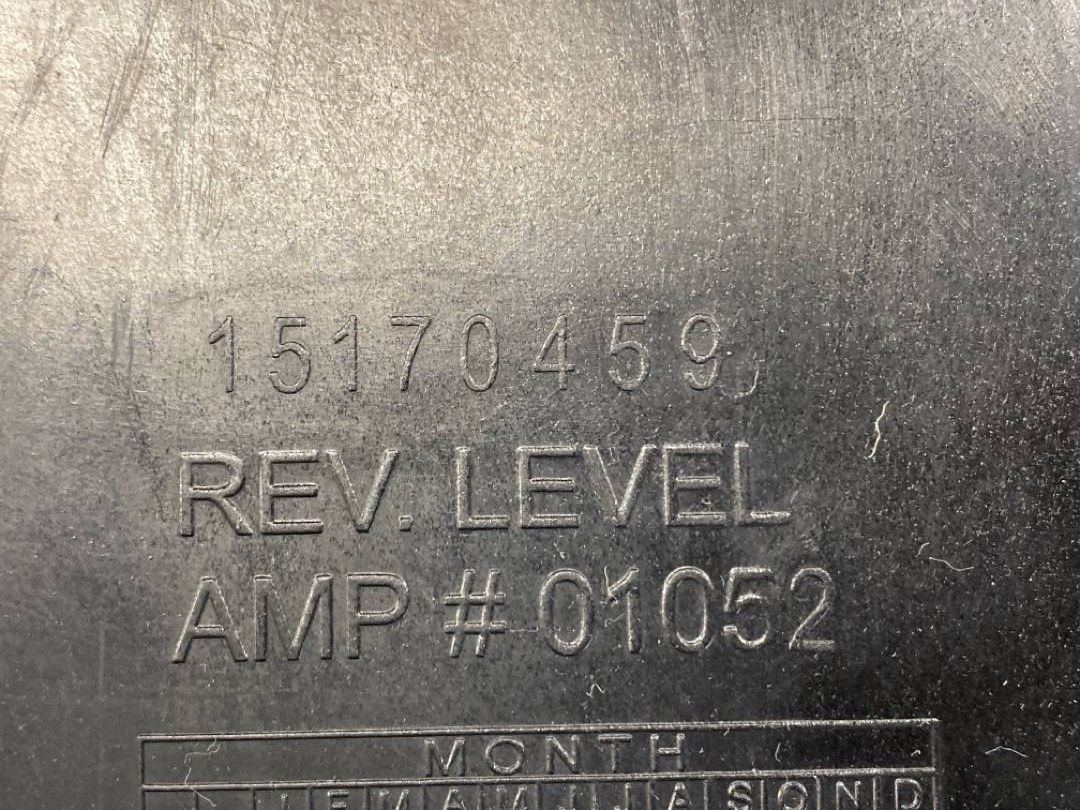 15170459
REV. LEVEL
AMP # 01052
MONTH
J F M A M J J A S O N D